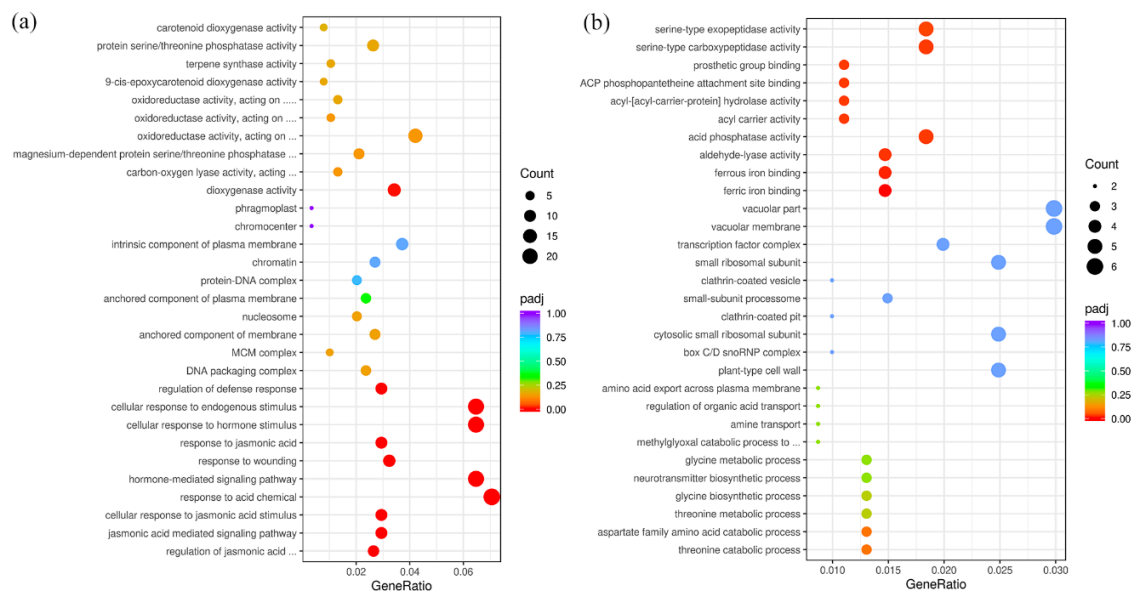 (a)
carotenoid dioxygenase activity
protein serine/threonine phosphatase activity
terpene synthase activity
9-cis-epoxycarotenoid dioxygenase activity
oxidoreductase activity, acting on .....
oxidoreductase activity, acting on ....
oxidoreductase activity, acting on ...
magnesium-dependent protein serine/threonine phosphatase ...
carbon-oxygen lyase activity, acting ...
dioxygenase activity
phragmoplast
chromocenter
intrinsic component of plasma membrane
chromatin
protein-DNA complex
anchored component of plasma membrane
nucleosome
anchored component of membrane
MCM complex
DNA packaging complex
regulation of defense response
cellular response to endogenous stimulus
cellular response to hormone stimulus
response to jasmonic acid
response to wounding
hormone-mediated signaling pathway
response to acid chemical
cellular response to jasmonic acid stimulus
jasmonic acid mediated signaling pathway
regulation of jasmonic acid ...
0.02 0.04 0.06
GeneRatio
Count
5
10
15
20
padj
1.00
0.75
0.50
0.25
0.00
(b)
serine-type exopeptidase activity
serine-type carboxypeptidase activity
prosthetic group binding
ACP phosphopantetheine attachment site binding
acyl-[acyl-carrier-protein] hydrolase activity
acyl carrier activity
acid phosphatase activity
aldehyde-lyase activity
ferrous iron binding
ferric iron binding
vacuolar part
vacuolar membrane
transcription factor complex
small ribosomal subunit
clathrin-coated vesicle
small-subunit processome
clathrin-coated pit
cytosolic small ribosomal subunit
box C/D snoRNP complex
plant-type cell wall
amino acid export across plasma membrane
regulation of organic acid transport
amine transport
methylglyoxal catabolic process to ...
glycine metabolic process
neurotransmitter biosynthetic process
glycine biosynthetic process
threonine metabolic process
aspartate family amino acid catabolic process
threonine catabolic process
0.010 0.015 0.020 0.025 0.030
GeneRatio
Count
2
3
4
5
6
padj
1.00
0.75
0.50
0.25
0.00